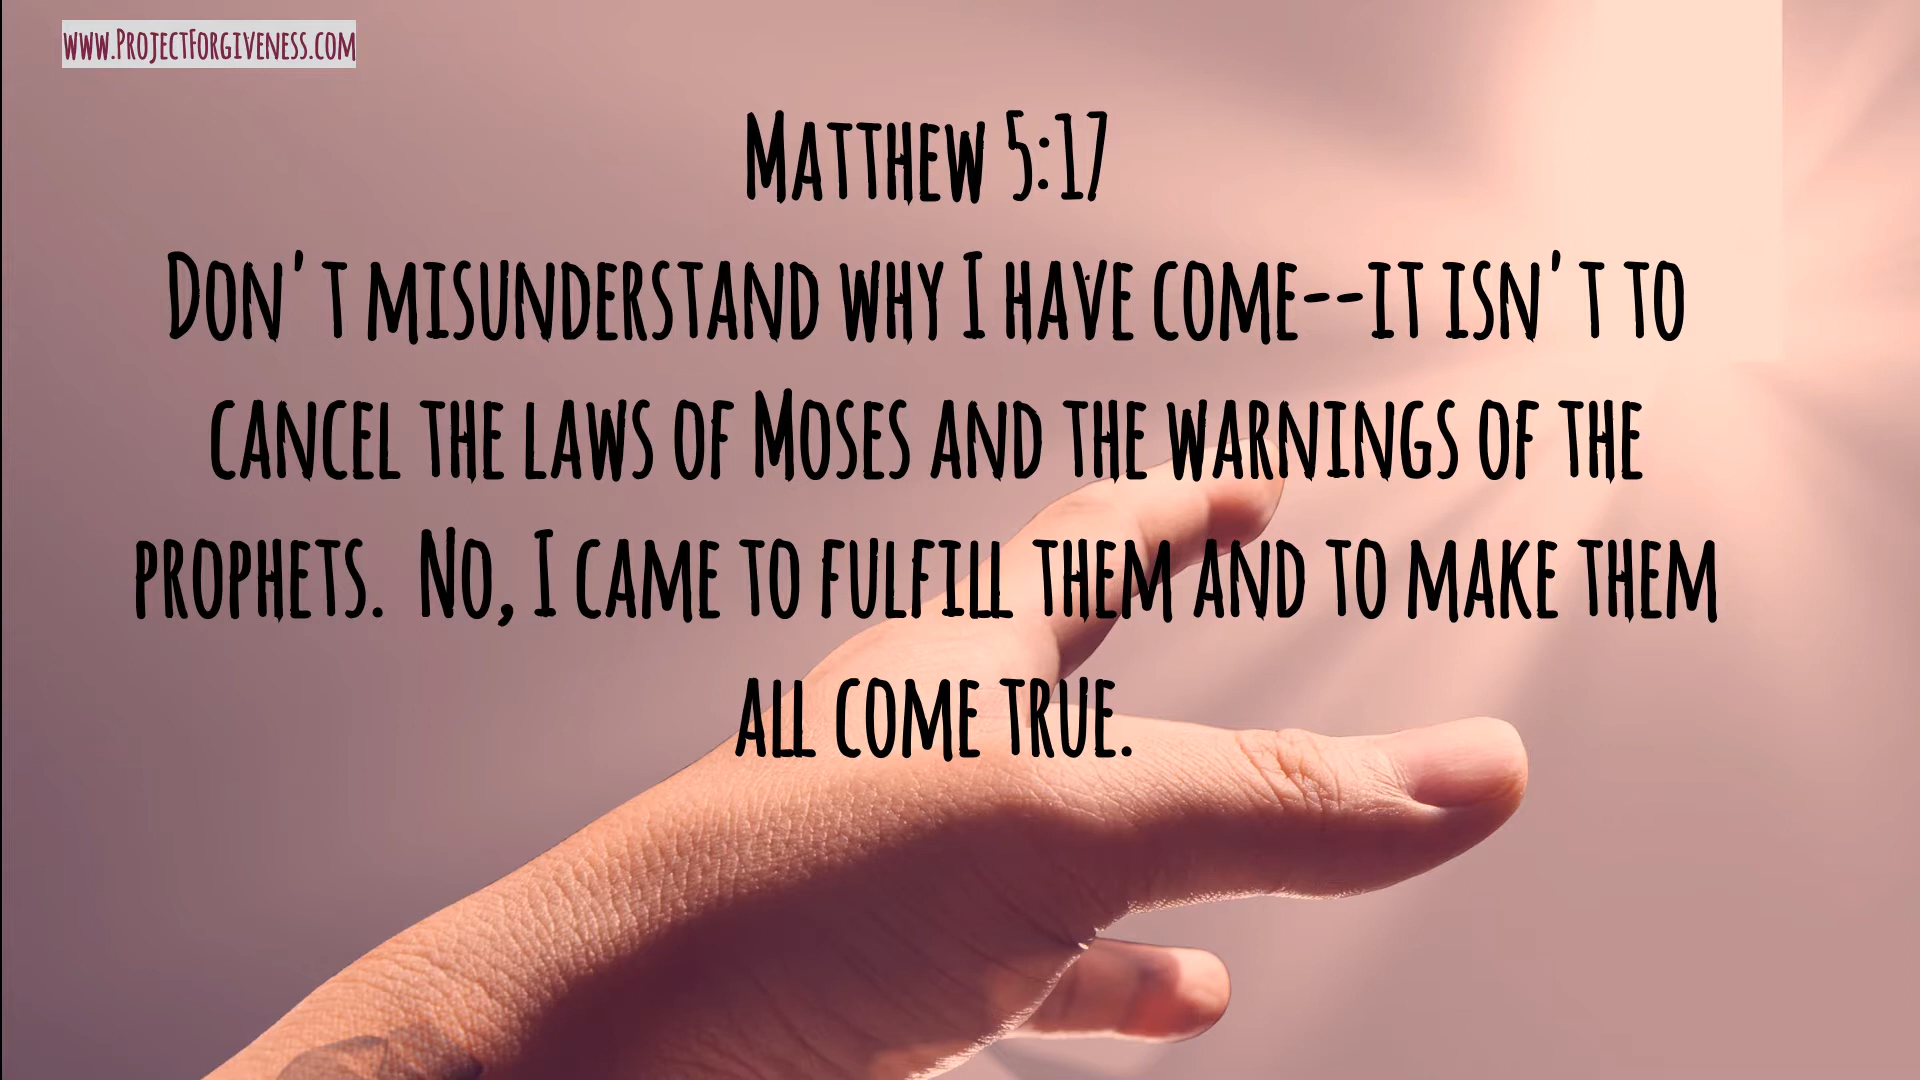 www.ProjectForgiveness.com
Matthew 5:17
Don't misunderstand why I have come--it isn't to
cancel the laws of Moses and the warnings of the
prophets.  No, I came to fulfill them and to make them
all come true.